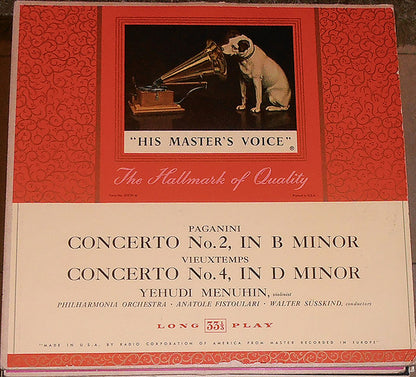 "HIS MASTER'S VOICE"
®
The Hallmark of Quality
PAGANINI
CONCERTO No. 2, IN B MINOR
VIEUXTEMPS
CONCERTO No. 4, IN D MINOR
YEHUDI MENUHIN, violinist
PHILHARMONIA ORCHESTRA · ANATOLE FISTOULARI · WALTER SUSSKIND, conductors
LONG 33⅓ PLAY
"MADE IN U.S.A. BY RADIO CORPORATION OF AMERICA FROM MASTER RECORDED IN EUROPE"